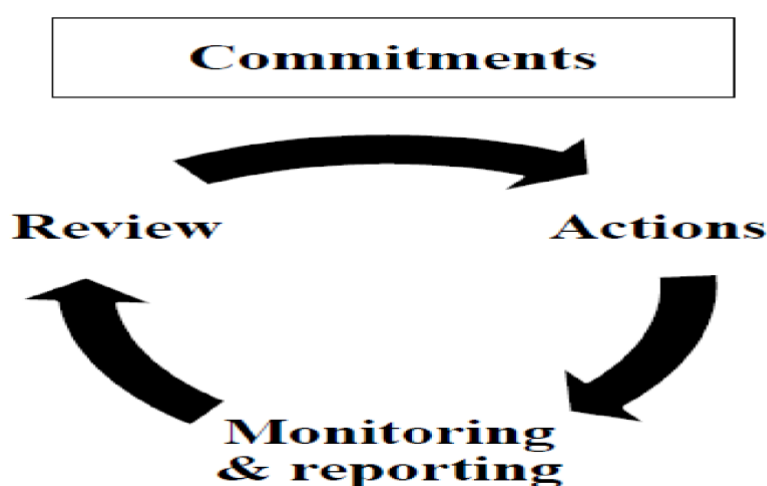 Commitments
Review
Actions
Monitoring
& reporting